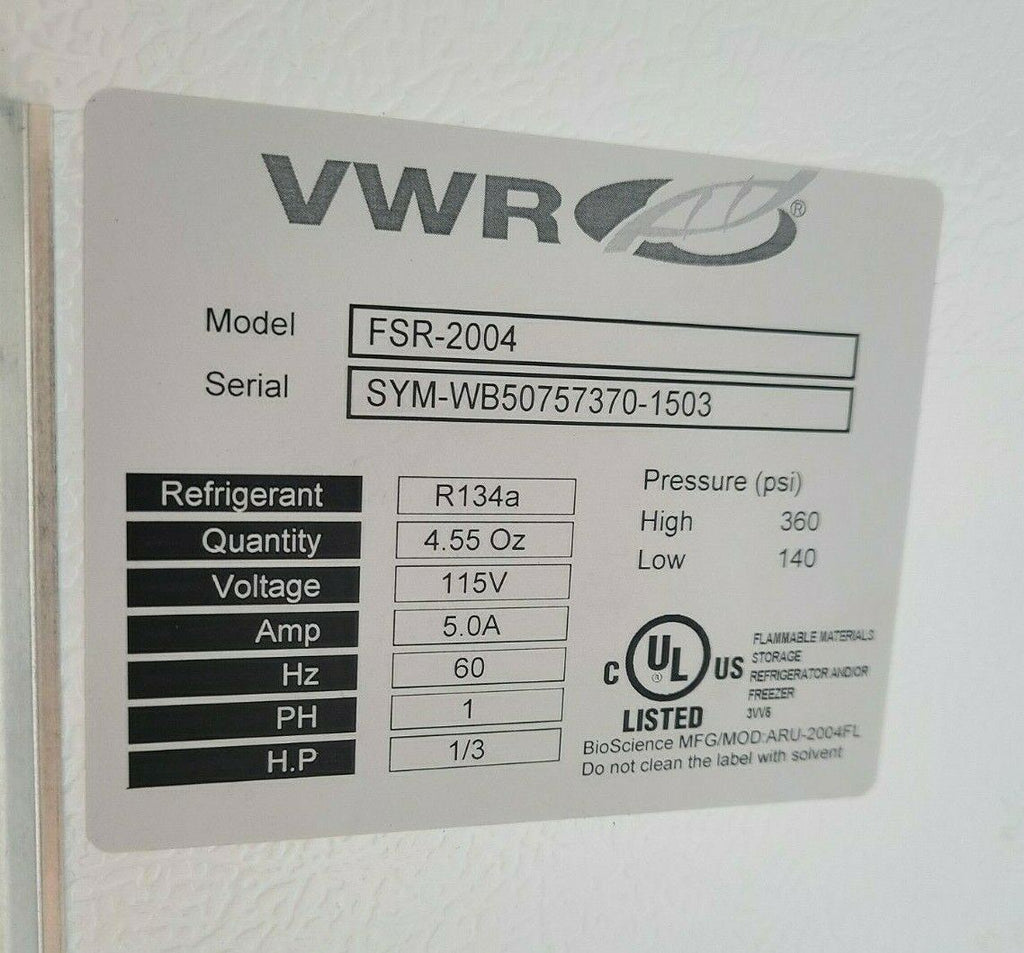 VWR®
Model FSR-2004
Serial SYM-WB50757370-1503
Refrigerant R134a
Quantity 4.55 Oz
Voltage 115V
Amp 5.0A
Hz 60
PH 1
H.P 1/3
Pressure (psi)
High 360
Low 140
C UL® US
LISTED
FLAMMABLE MATERIALS
STORAGE
REFRIGERATOR AND/OR
FREEZER
3VV6
BioScience MFG/MOD:ARU-2004FL
Do not clean the label with solvent